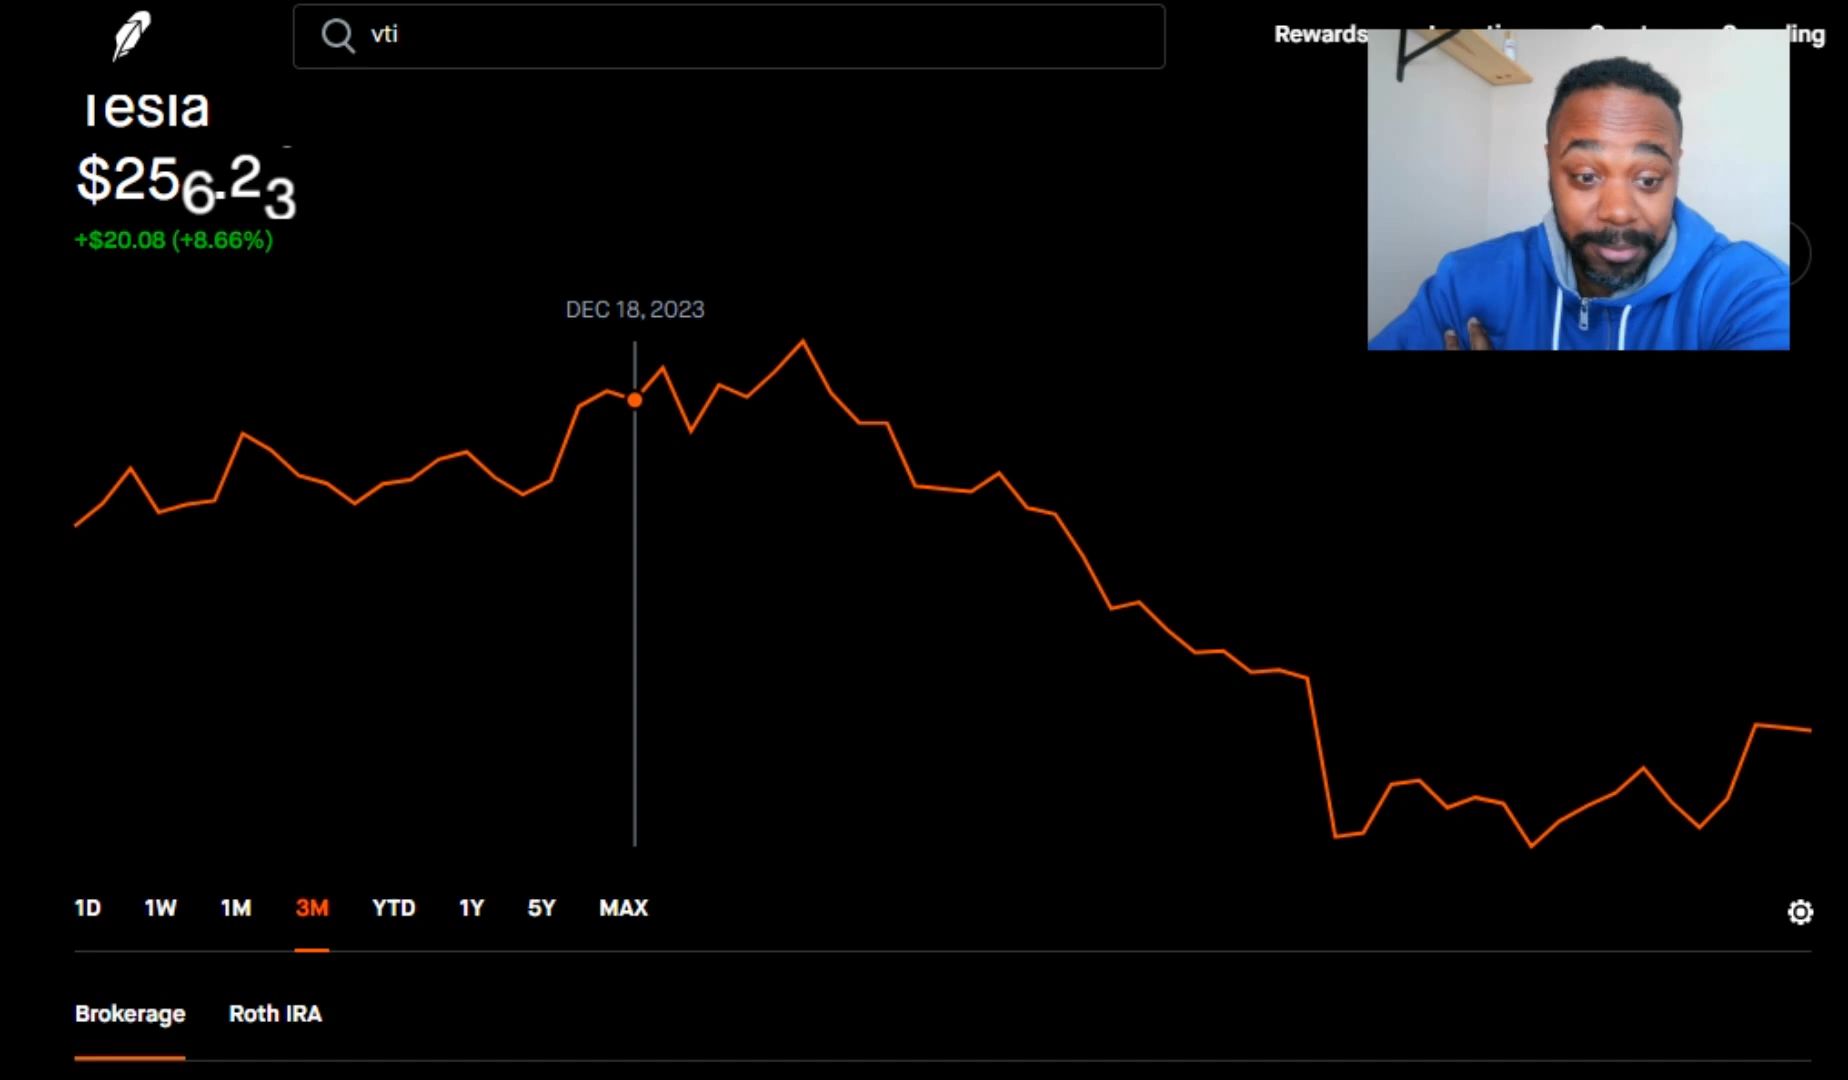 vti
Rewards
Tesla
$256.23
+$20.08 (+8.66%)
DEC 18, 2023
1D 1W 1M 3M YTD 1Y 5Y MAX
Brokerage Roth IRA